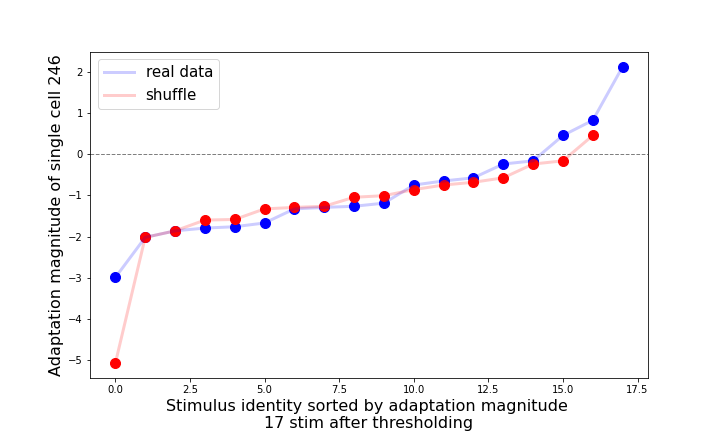 real data
shuffle
Adaptation magnitude of single cell 246
2
1
0
−1
−2
−3
−4
−5
0.0 2.5 5.0 7.5 10.0 12.5 15.0 17.5
Stimulus identity sorted by adaptation magnitude
17 stim after thresholding